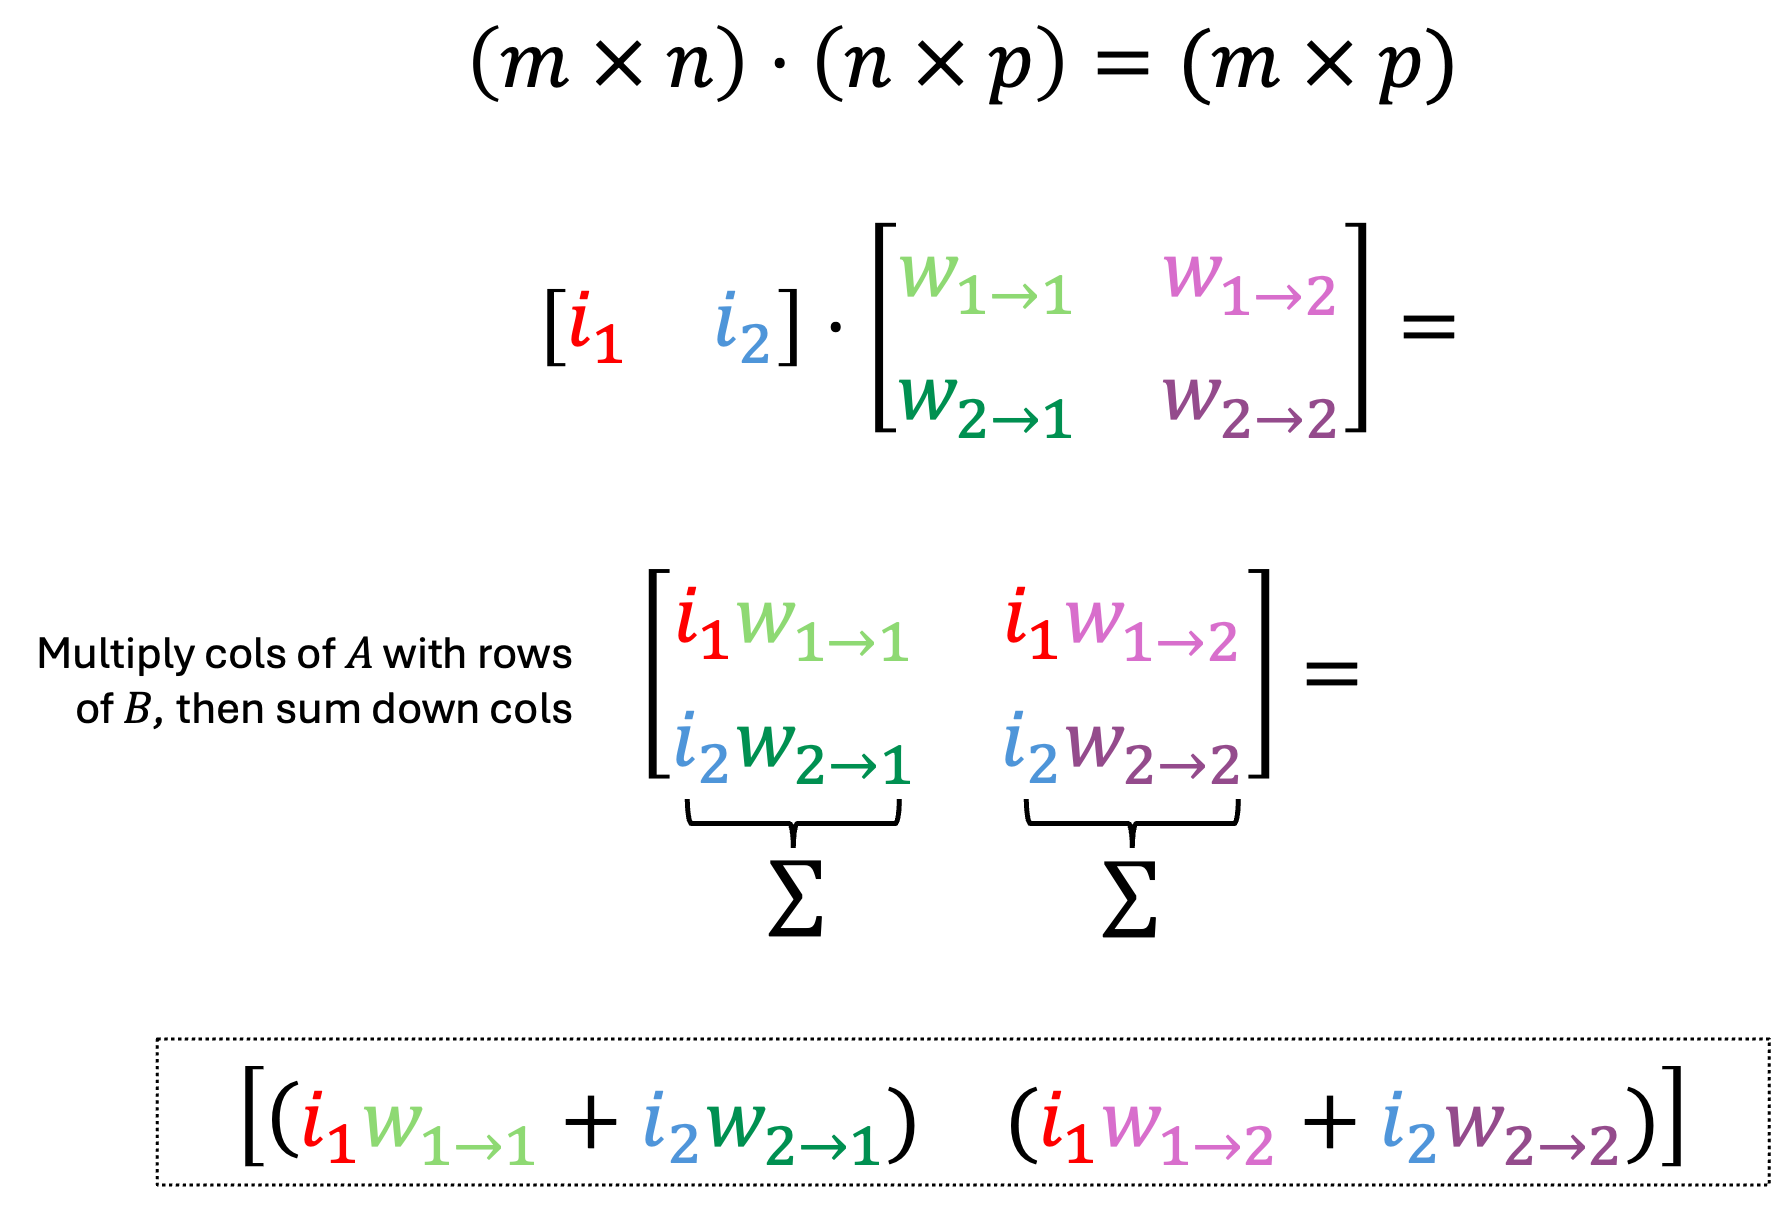 (m × n) · (n × p) = (m × p)
[i₁ i₂] · [w₁→₁ w₁→₂
w₂→₁ w₂→₂] =
Multiply cols of A with rows
of B, then sum down cols
[i₁w₁→₁ i₁w₁→₂
i₂w₂→₁ i₂w₂→₂] =
∑ ∑
[(i₁w₁→₁ + i₂w₂→₁) (i₁w₁→₂ + i₂w₂→₂)]